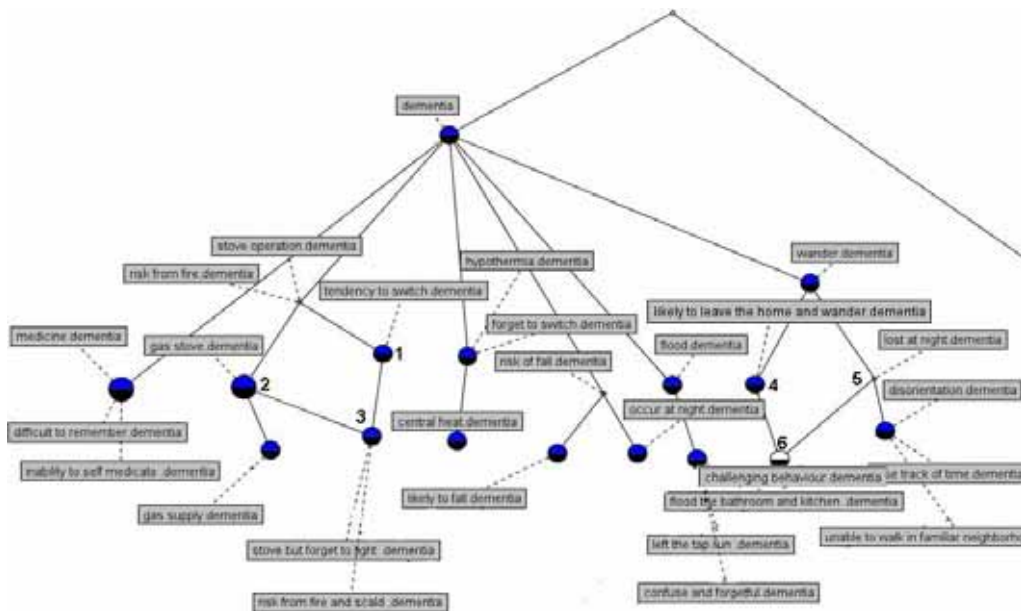 dementia
stove operation.dementia
wander.dementia
risk from fire.dementia
hypothermia.dementia
tendency to switch.dementia
likely to leave the home and wander.dementia
medicine.dementia
forget to switch.dementia
gas stove.dementia
1
flood.dementia
lost at night.dementia
risk of fall.dementia
2
4
5
disorientation.dementia
3
central heat.dementia
occur at night.dementia
difficult to remember.dementia
6
inability to self medicate .dementia
challenging behaviour.dementia
track of time.dementia
likely to fall.dementia
flood the bathroom and kitchen .dementia
gas supply.dementia
unable to walk in familiar
stove but forget to light .dementia
left the tap run .dementia
confuse and forgetful.dementia
risk from fire and scald .dementia